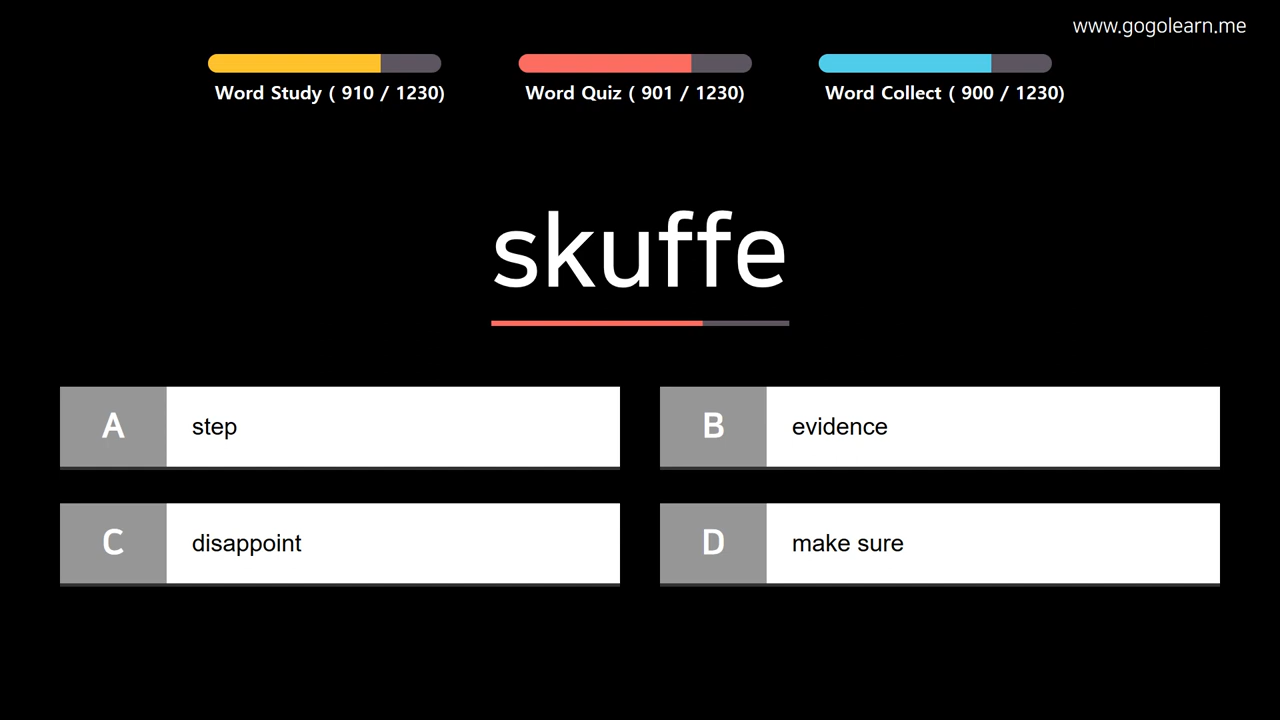 www.gogolearn.me
Word Study ( 910 / 1230)
Word Quiz ( 901 / 1230)
Word Collect ( 900 / 1230)
skuffe
A step
B evidence
C disappoint
D make sure